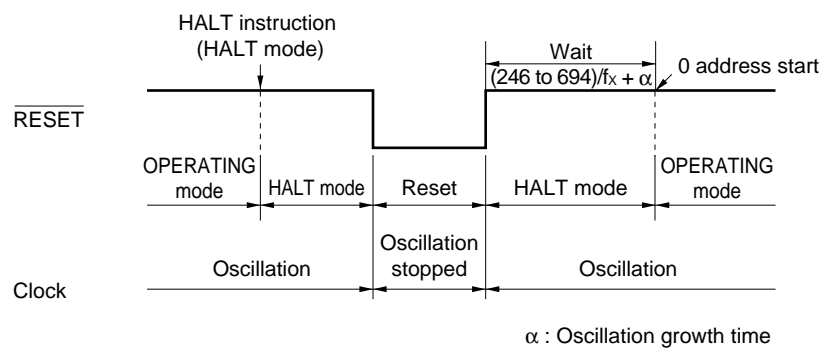 HALT instruction
(HALT mode)
Wait
(246 to 694)/fX + α
0 address start
RESET
OPERATING
mode
HALT mode
Reset
HALT mode
OPERATING
mode
Oscillation
Oscillation
stopped
Oscillation
Clock
α : Oscillation growth time